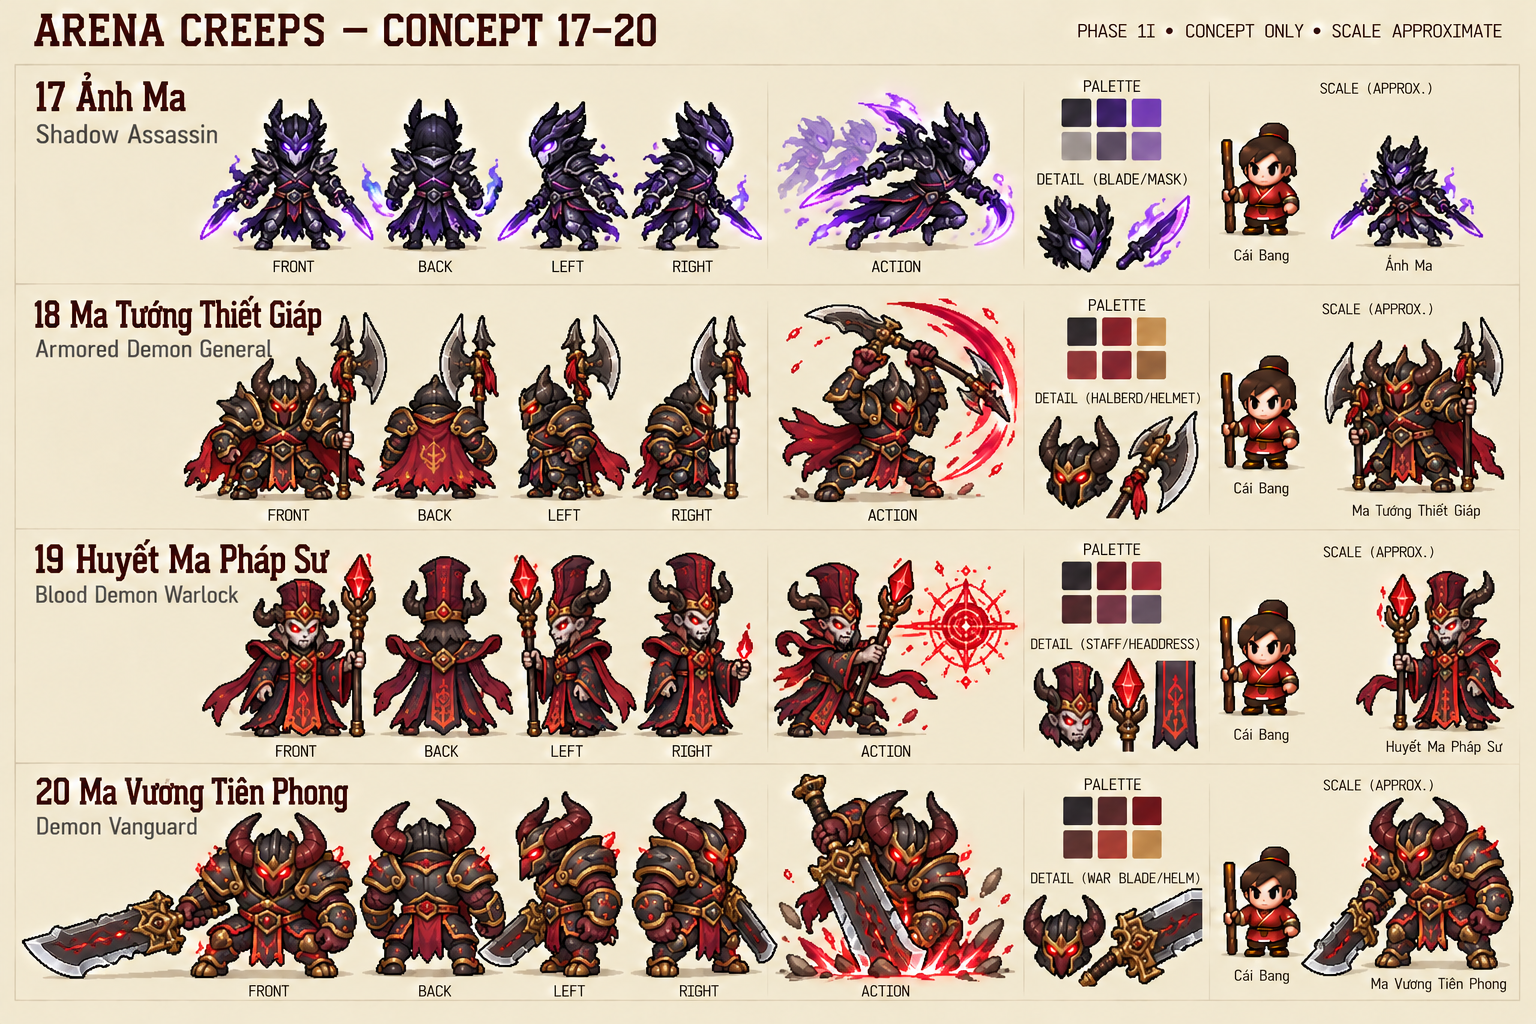 ARENA CREEPS – CONCEPT 17–20
PHASE 1I • CONCEPT ONLY • SCALE APPROXIMATE
17 Ảnh Ma
Shadow Assassin
FRONT
BACK
LEFT
RIGHT
ACTION
PALETTE
DETAIL (BLADE/MASK)
SCALE (APPROX.)
Cái Bang
Ảnh Ma
18 Ma Tướng Thiết Giáp
Armored Demon General
FRONT
BACK
LEFT
RIGHT
ACTION
PALETTE
DETAIL (HALBERD/HELMET)
SCALE (APPROX.)
Cái Bang
Ma Tướng Thiết Giáp
19 Huyết Ma Pháp Sư
Blood Demon Warlock
FRONT
BACK
LEFT
RIGHT
ACTION
PALETTE
DETAIL (STAFF/HEADDRESS)
SCALE (APPROX.)
Cái Bang
Huyết Ma Pháp Sư
20 Ma Vương Tiên Phong
Demon Vanguard
FRONT
BACK
LEFT
RIGHT
ACTION
PALETTE
DETAIL (WAR BLADE/HELM)
SCALE (APPROX.)
Cái Bang
Ma Vương Tiên Phong